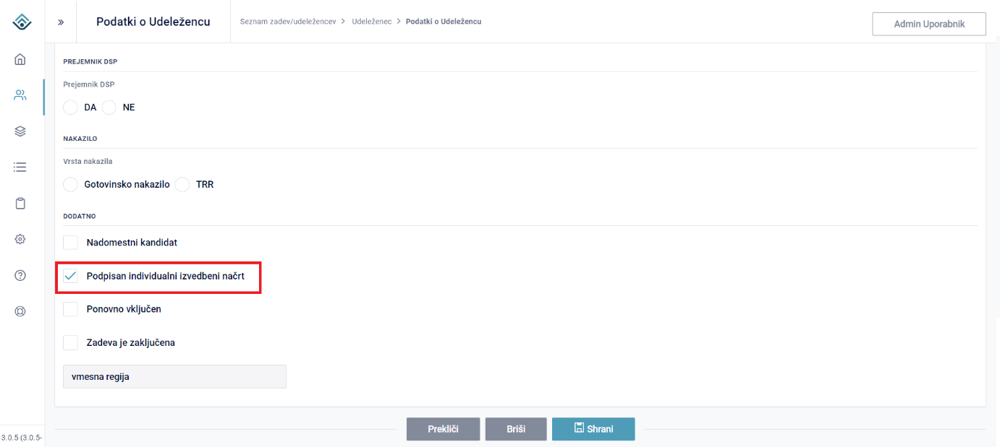 Podatki o Udeležencu
Seznam zadev/udeležencev > Udeleženec > Podatki o Udeležencu
Admin Uporabnik
PREJEMNIK DSP
Prejemnik DSP
DA NE
NAKAZILO
Vrsta nakazila
Gotovinsko nakazilo TRR
DODATNO
Nadomestni kandidat
Podpisan individualni izvedbeni načrt
Ponovno vključen
Zadeva je zaključena
vmesna regija
Prekliči Briši Shrani
3.0.5 (3.0.5-